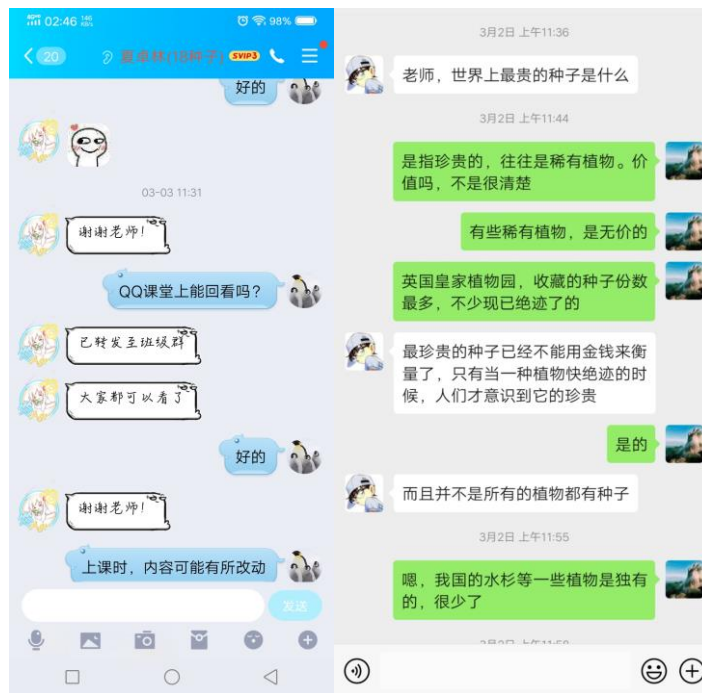 02:46
98%
20
夏卓林(18种子)
SVIP3
好的
03-03 11:31
谢谢老师!
QQ课堂上能回看吗?
已转发至班级群
大家都可以看了
好的
谢谢老师!
上课时,内容可能有所改动
发送
3月2日 上午11:36
老师,世界上最贵的种子是什么
3月2日 上午11:44
是指珍贵的,往往是稀有植物。价
值吗,不是很清楚
有些稀有植物,是无价的
英国皇家植物园,收藏的种子份数
最多,不少现已绝迹了的
最珍贵的种子已经不能用金钱来衡
量了,只有当一种植物快绝迹的时
候,人们才意识到它的珍贵
是的
而且并不是所有的植物都有种子
3月2日 上午11:55
嗯,我国的水杉等一些植物是独有
的,很少了